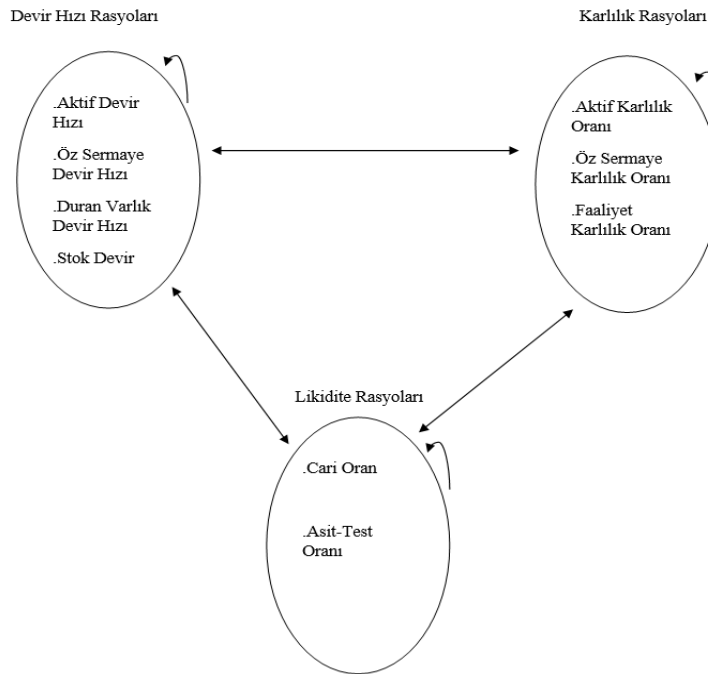 Devir Hızı Rasyoları
.Aktif Devir
Hızı
.Öz Sermaye
Devir Hızı
.Duran Varlık
Devir Hızı
.Stok Devir
Karlılık Rasyoları
.Aktif Karlılık
Oranı
.Öz Sermaye
Karlılık Oranı
.Faaliyet
Karlılık Oranı
Likidite Rasyoları
.Cari Oran
.Asit-Test
Oranı